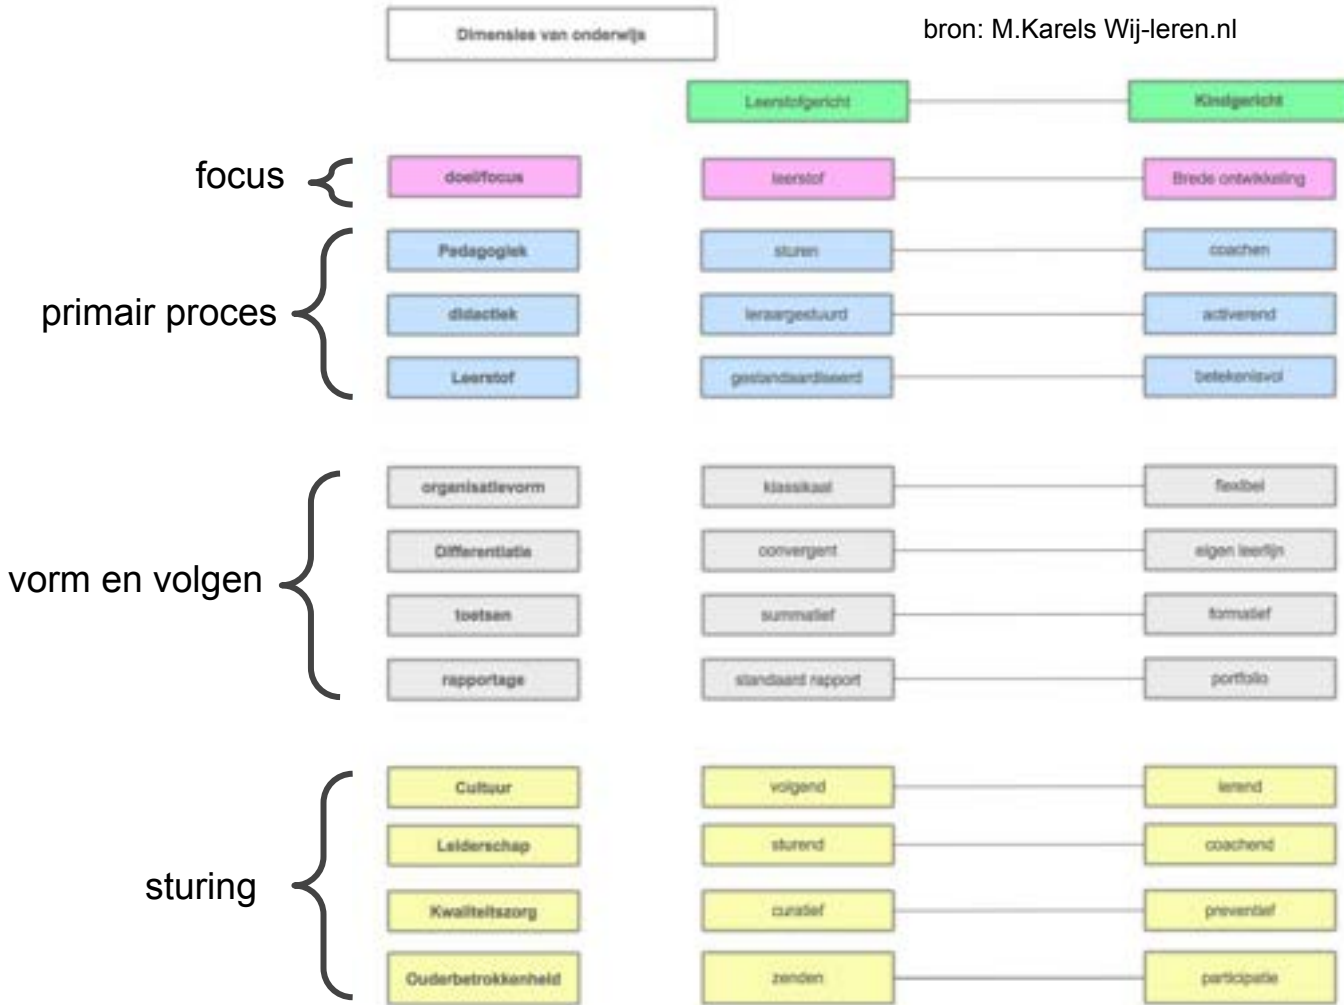 Dimensies van onderwijs
bron: M.Karels Wij-leren.nl
Leerstofgericht Kindgericht
focus doel/focus leerstof Brede ontwikkeling
Pedagogiek sturen coachen
primair proces didactiek leraargestuurd activerend
Leerstof gestandaardiseerd betekenisvol
organisatievorm klassikaal flexibel
Differentiatie convergent eigen leerlijn
vorm en volgen
toetsen summatief formatief
rapportage standaard rapport portfolio
Cultuur volgend lerend
Leiderschap sturend coachend
sturing
Kwaliteitszorg curatief preventief
Ouderbetrokkenheid zenden participatie